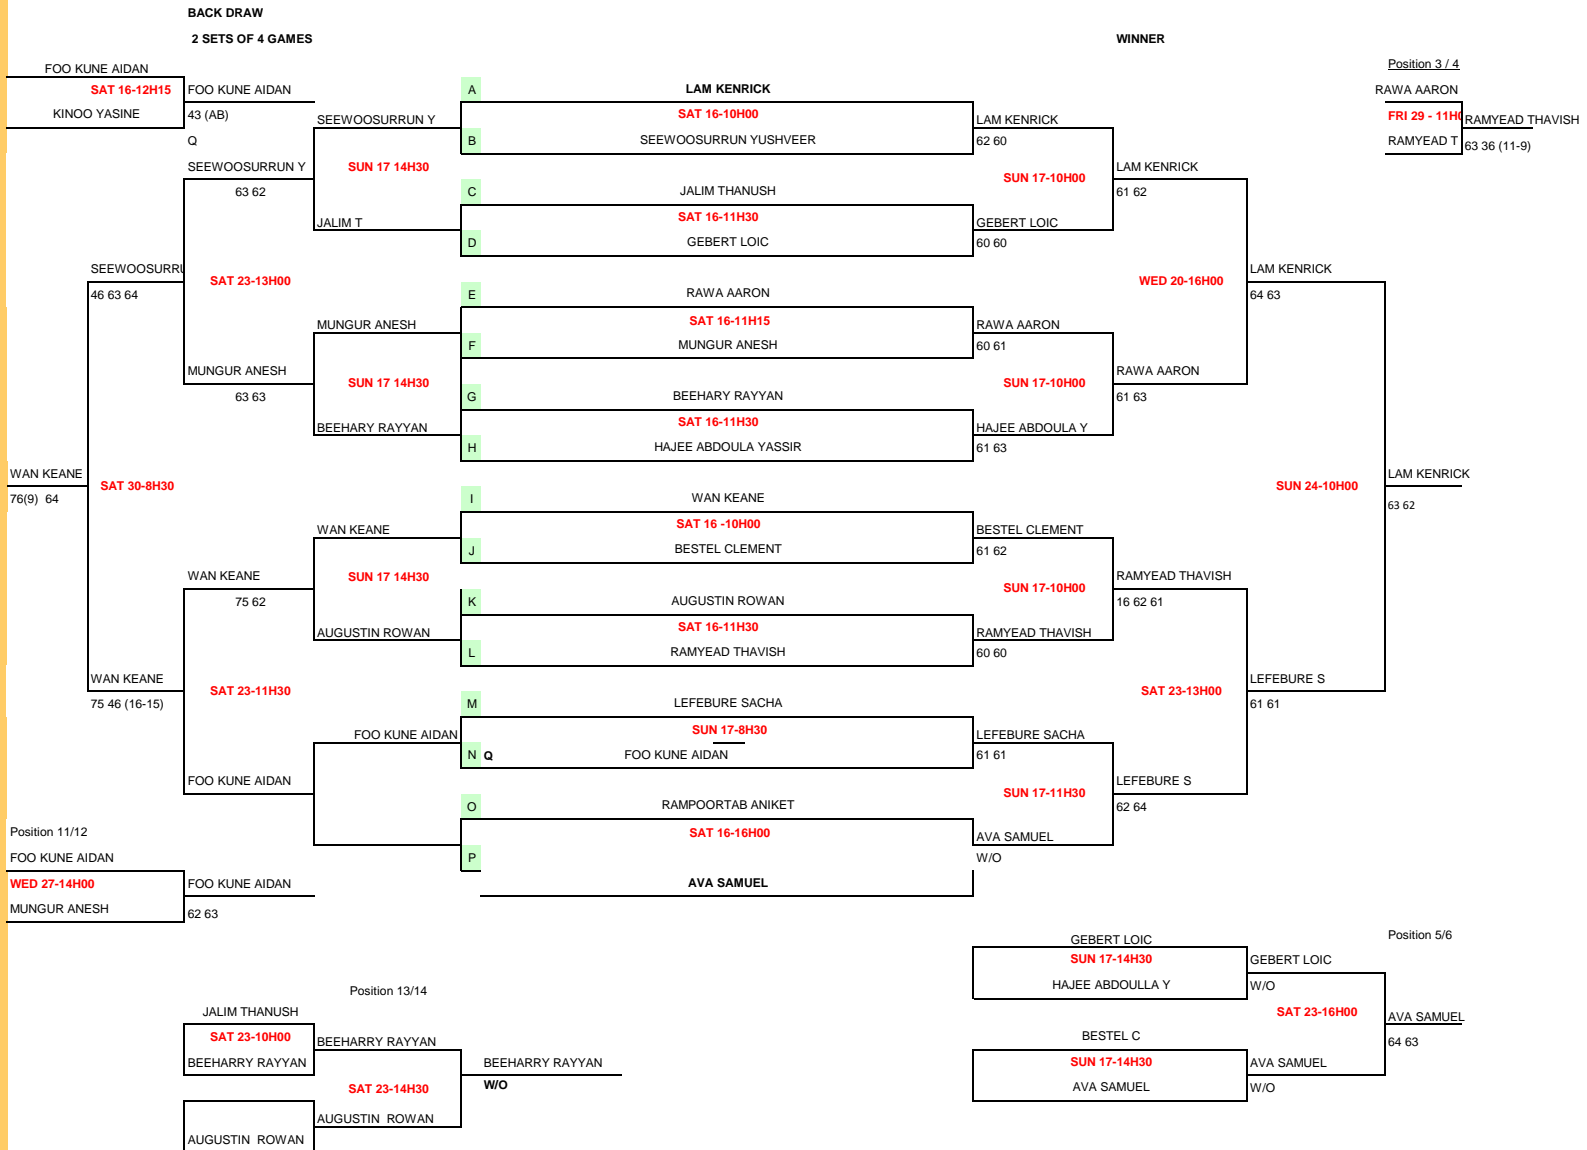 BACK DRAW
2 SETS OF 4 GAMES
WINNER
FOO KUNE AIDAN
Position 3 / 4
SAT 16-12H15
FOO KUNE AIDAN
A
LAM KENRICK
RAWA AARON
KINOO YASINE
43 (AB)
SEEWOOSURRUN Y
SAT 16-10H00
LAM KENRICK
FRI 29 - 11H
RAMYEAD THAVISH
Q
B
SEEWOOSURRUN YUSHVEER
62 60
RAMYEAD T
63 36 (11-9)
SEEWOOSURRUN Y
SUN 17 14H30
SUN 17-10H00
LAM KENRICK
63 62
C
JALIM THANUSH
61 62
JALIM T
SAT 16-11H30
GEBERT LOIC
D
GEBERT LOIC
60 60
SEEWOOSURRU
SAT 23-13H00
WED 20-16H00
LAM KENRICK
46 63 64
E
RAWA AARON
64 63
MUNGUR ANESH
SAT 16-11H15
RAWA AARON
F
MUNGUR ANESH
60 61
MUNGUR ANESH
SUN 17 14H30
SUN 17-10H00
RAWA AARON
63 63
G
BEEHARY RAYYAN
61 63
BEEHARY RAYYAN
SAT 16-11H30
HAJEE ABDOULA Y
H
HAJEE ABDOULA YASSIR
61 63
WAN KEANE
SAT 30-8H30
SUN 24-10H00
LAM KENRICK
76(9) 64
I
WAN KEANE
63 62
WAN KEANE
SAT 16 -10H00
BESTEL CLEMENT
J
BESTEL CLEMENT
61 62
WAN KEANE
SUN 17 14H30
SUN 17-10H00
RAMYEAD THAVISH
75 62
K
AUGUSTIN ROWAN
16 62 61
AUGUSTIN ROWAN
SAT 16-11H30
RAMYEAD THAVISH
L
RAMYEAD THAVISH
60 60
WAN KEANE
SAT 23-11H30
SAT 23-13H00
LEFEBURE S
75 46 (16-15)
M
LEFEBURE SACHA
61 61
FOO KUNE AIDAN
SUN 17-8H30
LEFEBURE SACHA
N
Q
FOO KUNE AIDAN
61 61
FOO KUNE AIDAN
SUN 17-11H30
LEFEBURE S
O
RAMPOORTAB ANIKET
62 64
Position 11/12
SAT 16-16H00
AVA SAMUEL
FOO KUNE AIDAN
P
W/O
WED 27-14H00
FOO KUNE AIDAN
AVA SAMUEL
MUNGUR ANESH
62 63
GEBERT LOIC
Position 5/6
SUN 17-14H30
GEBERT LOIC
HAJEE ABDOULLA Y
W/O
Position 13/14
JALIM THANUSH
SAT 23-16H00
AVA SAMUEL
SAT 23-10H00
BEEHARRY RAYYAN
BESTEL C
64 63
BEEHARRY RAYYAN
BEEHARRY RAYYAN
SUN 17-14H30
AVA SAMUEL
SAT 23-14H30
W/O
AVA SAMUEL
W/O
AUGUSTIN ROWAN
AUGUSTIN ROWAN